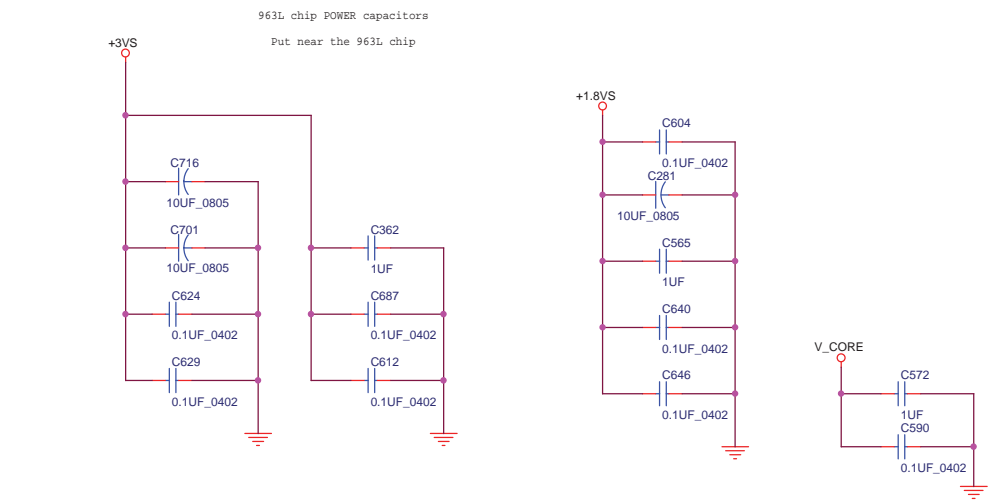 963L chip POWER capacitors
Put near the 963L chip
+3VS
C716
10UF_0805
C701
10UF_0805
C624
0.1UF_0402
C629
0.1UF_0402
C362
1UF
C687
0.1UF_0402
C612
0.1UF_0402
+1.8VS
C604
0.1UF_0402
C281
10UF_0805
C565
1UF
C640
0.1UF_0402
C646
0.1UF_0402
V_CORE
C572
1UF
C590
0.1UF_0402